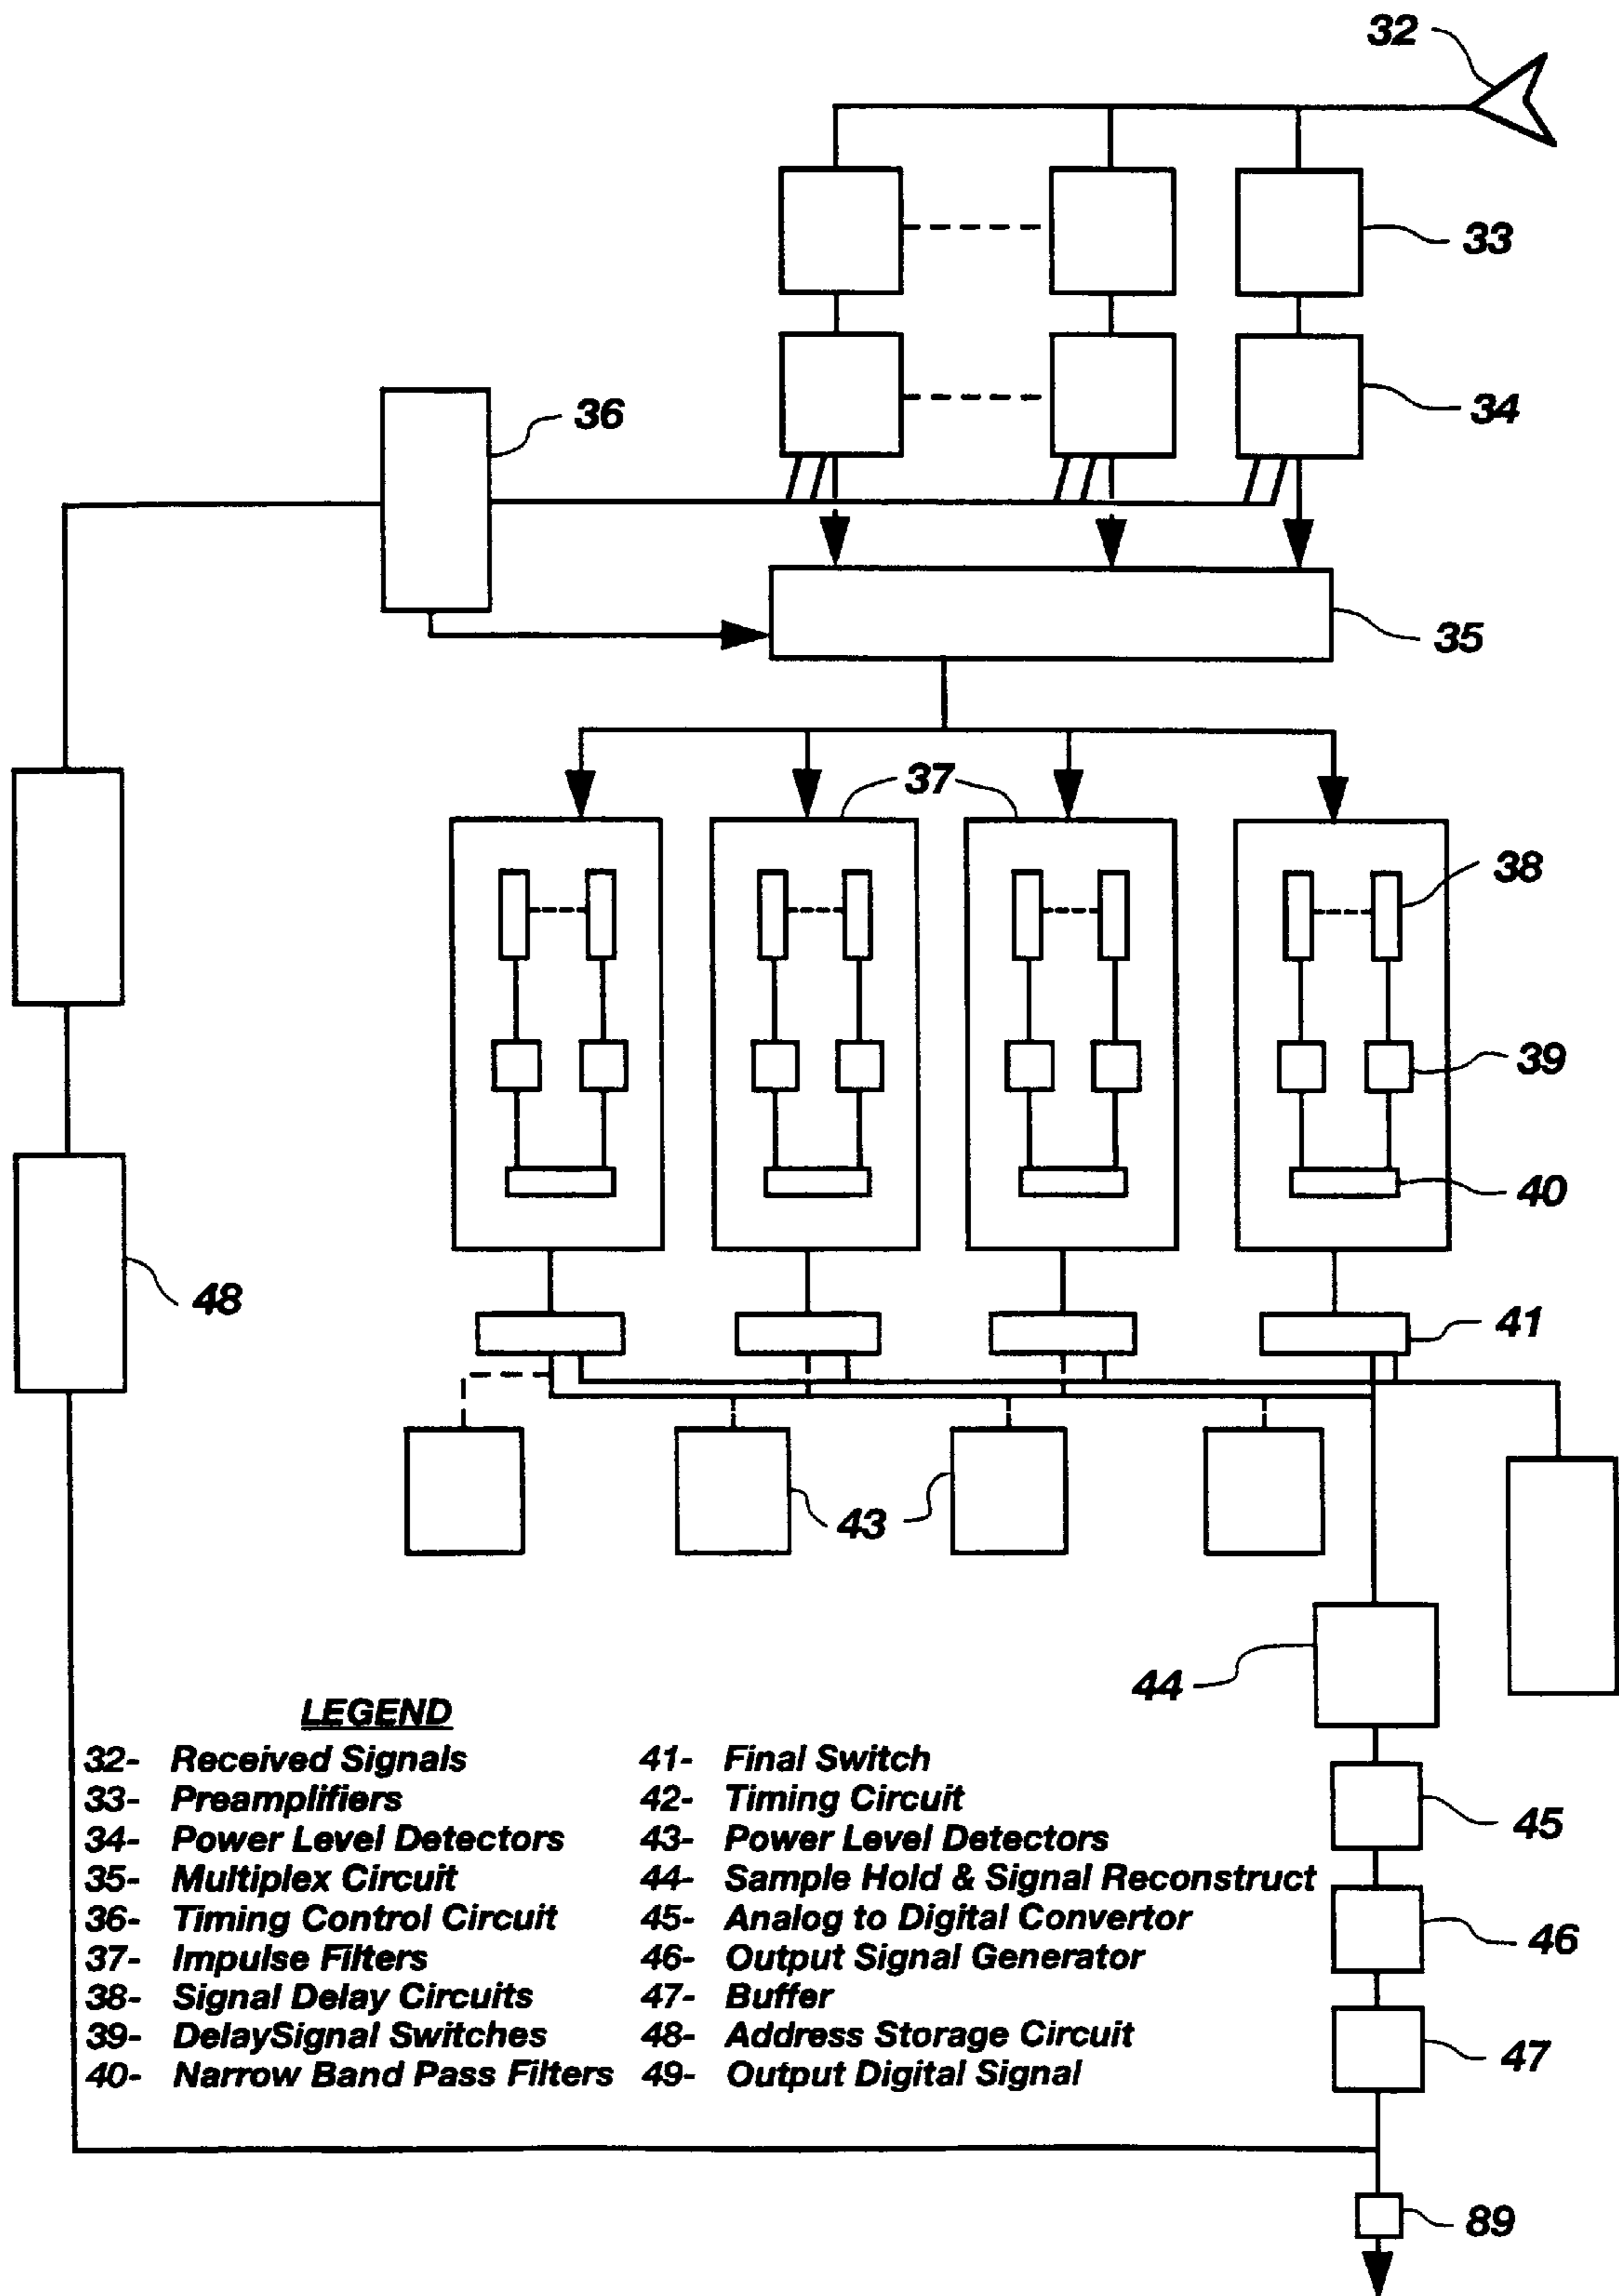 32
33
34
36
35
37
38
39
40
48
41
43
44
LEGEND
32- Received Signals
33- Preamplifiers
34- Power Level Detectors
35- Multiplex Circuit
36- Timing Control Circuit
37- Impulse Filters
38- Signal Delay Circuits
39- DelaySignal Switches
40- Narrow Band Pass Filters
41- Final Switch
42- Timing Circuit
43- Power Level Detectors
44- Sample Hold & Signal Reconstruct
45- Analog to Digital Convertor
46- Output Signal Generator
47- Buffer
48- Address Storage Circuit
49- Output Digital Signal
45
46
47
89